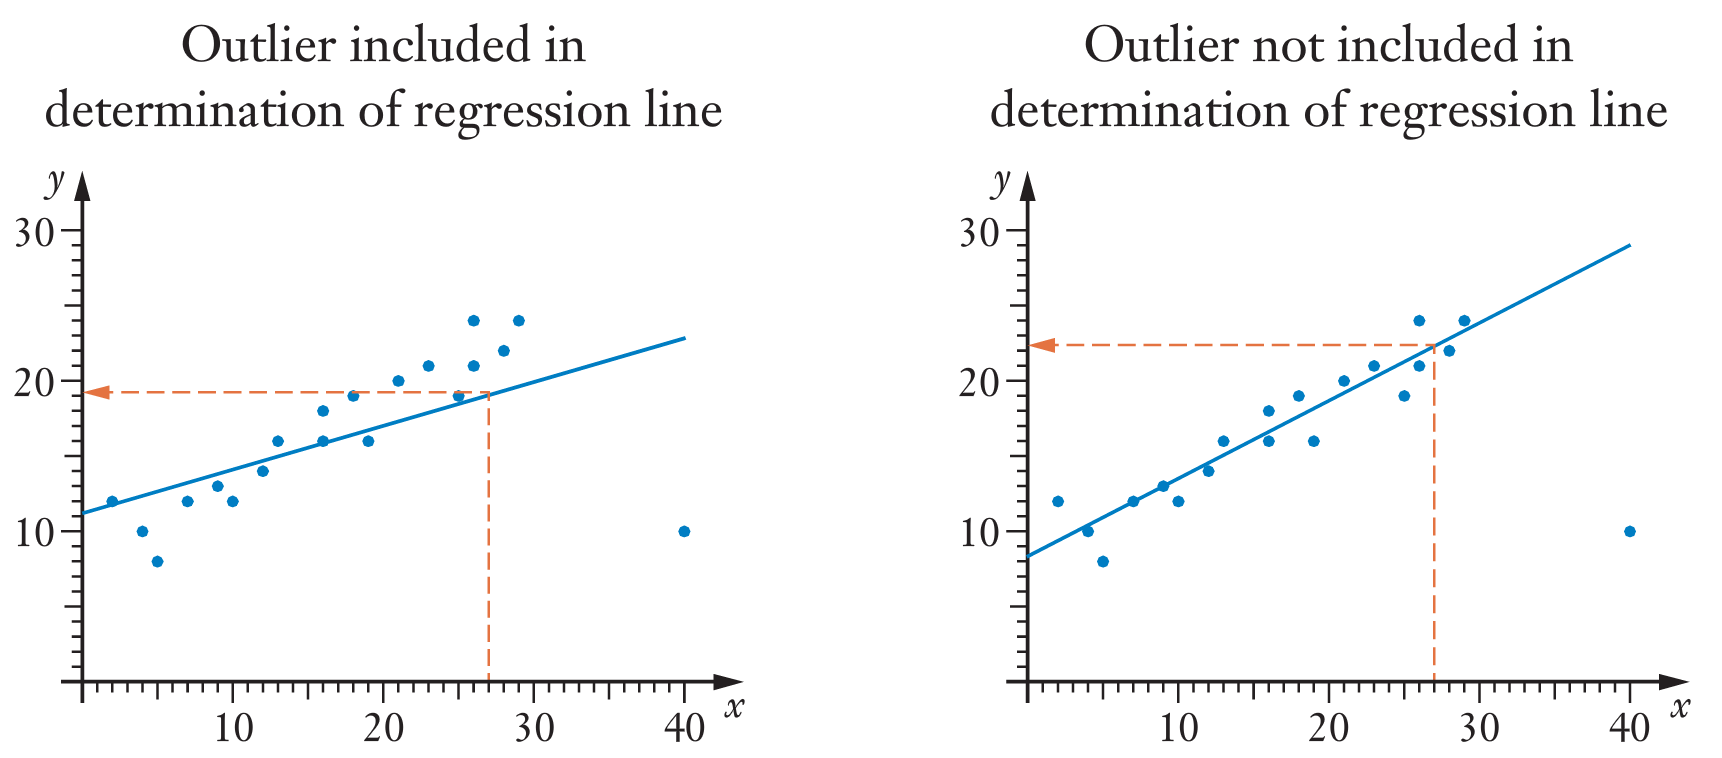 Outlier included in
determination of regression line
y
30
20
10
10 20 30 40
x
Outlier not included in
determination of regression line
y
30
20
10
10 20 30 40
x